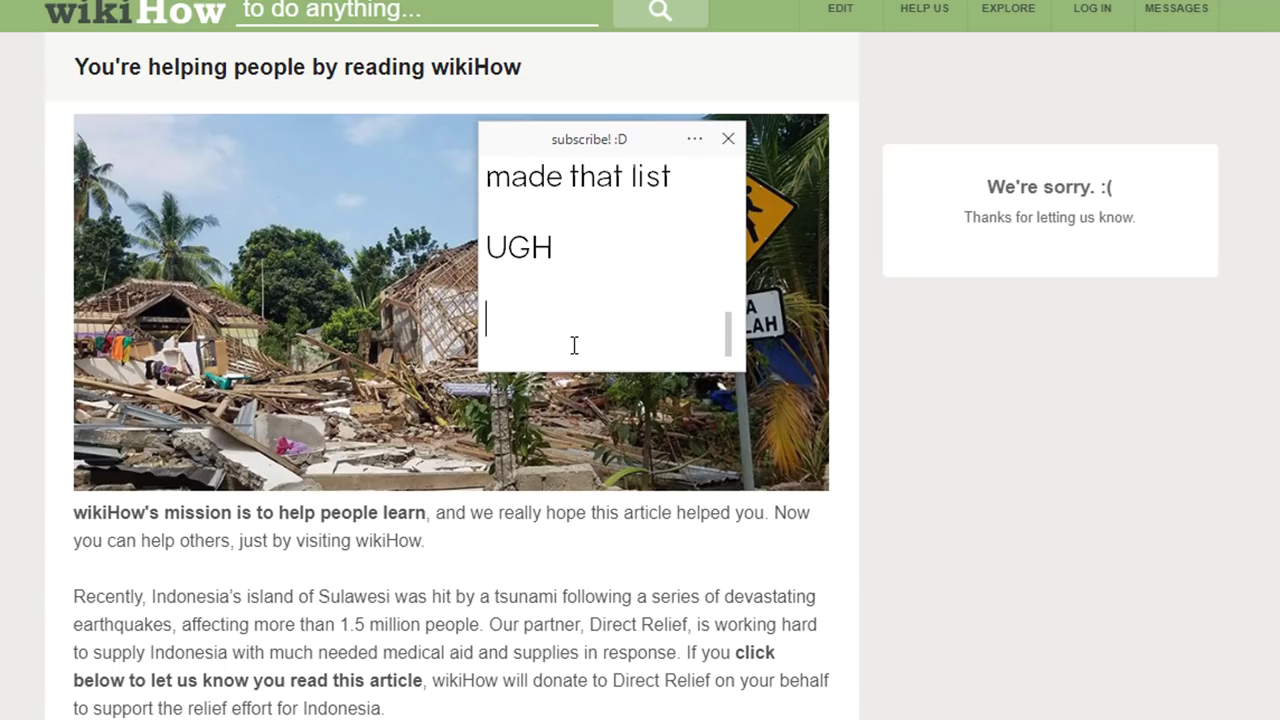 wikiHow to do anything...
EDIT
HELP US
EXPLORE
LOG IN
MESSAGES
You're helping people by reading wikiHow
subscribe! :D
made that list
UGH
A
LAH
We're sorry. :(
Thanks for letting us know.
wikiHow's mission is to help people learn, and we really hope this article helped you. Now
you can help others, just by visiting wikiHow.
Recently, Indonesia's island of Sulawesi was hit by a tsunami following a series of devastating
earthquakes, affecting more than 1.5 million people. Our partner, Direct Relief, is working hard
to supply Indonesia with much needed medical aid and supplies in response. If you click
below to let us know you read this article, wikiHow will donate to Direct Relief on your behalf
to support the relief effort for Indonesia.